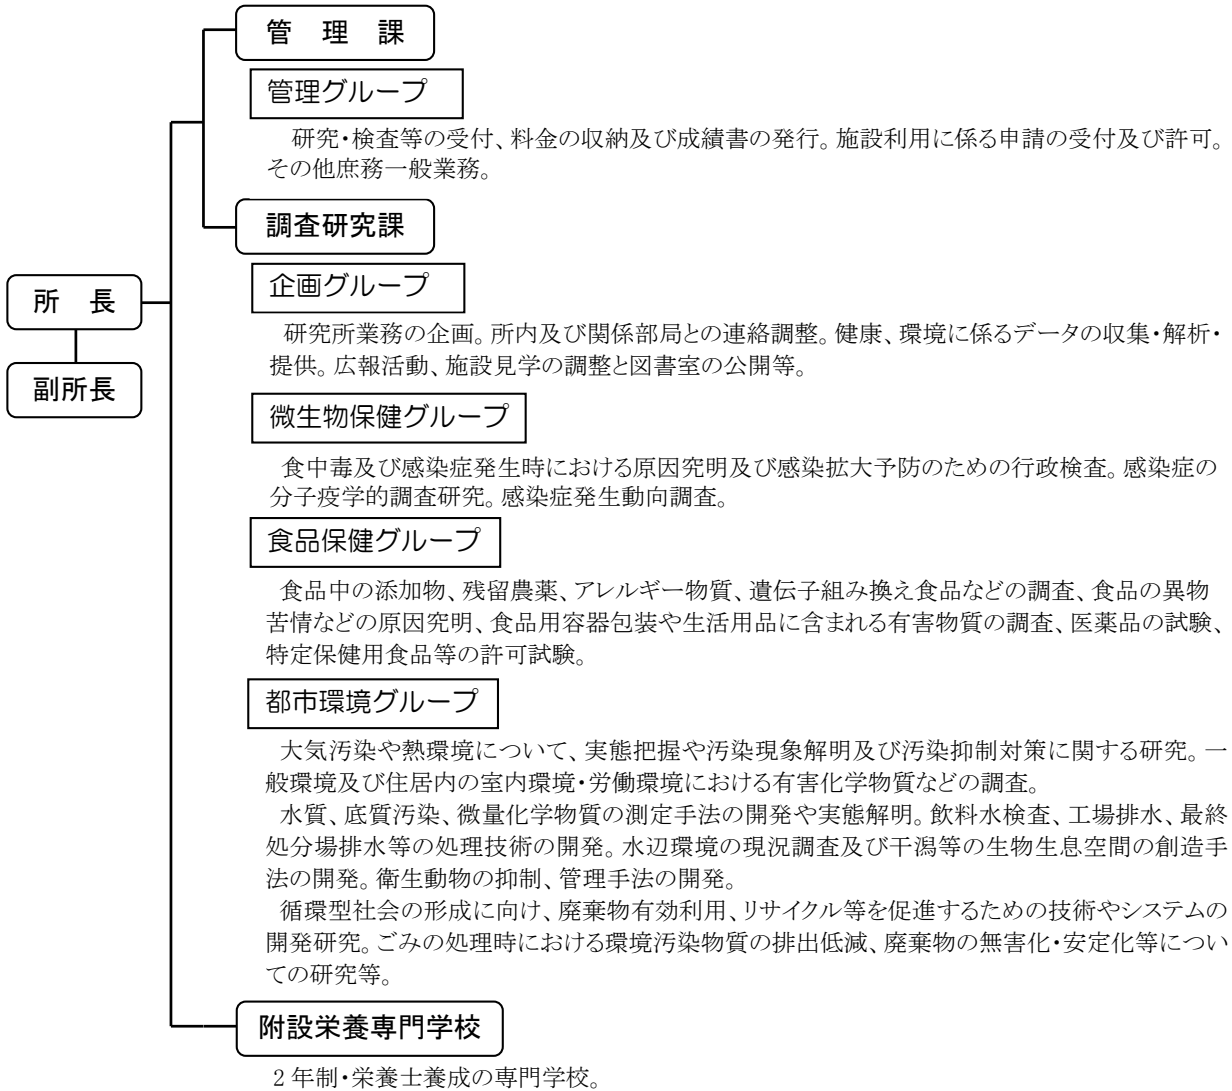 管　理　課
管理グループ
研究・検査等の受付、料金の収納及び成績書の発行。施設利用に係る申請の受付及び許可。
その他庶務一般業務。
調査研究課
所　長
副所長
企画グループ
研究所業務の企画。所内及び関係部局との連絡調整。健康、環境に係るデータの収集・解析・
提供。広報活動、施設見学の調整と図書室の公開等。
微生物保健グループ
食中毒及び感染症発生時における原因究明及び感染拡大予防のための行政検査。感染症の
分子疫学的調査研究。感染症発生動向調査。
食品保健グループ
食品中の添加物、残留農薬、アレルギー物質、遺伝子組み換え食品などの調査、食品の異物
苦情などの原因究明、食品用容器包装や生活用品に含まれる有害物質の調査、医薬品の試験、
特定保健用食品等の許可試験。
都市環境グループ
大気汚染や熱環境について、実態把握や汚染現象解明及び汚染抑制対策に関する研究。一
般環境及び住居内の室内環境・労働環境における有害化学物質などの調査。
水質、底質汚染、微量化学物質の測定手法の開発や実態解明。飲料水検査、工場排水、最終
処分場排水等の処理技術の開発。水辺環境の現況調査及び干潟等の生物生息空間の創造手
法の開発。衛生動物の抑制、管理手法の開発。
循環型社会の形成に向け、廃棄物有効利用、リサイクル等を促進するための技術やシステムの
開発研究。ごみの処理時における環境汚染物質の排出低減、廃棄物の無害化・安定化等につい
ての研究等。
附設栄養専門学校
２年制・栄養士養成の専門学校。